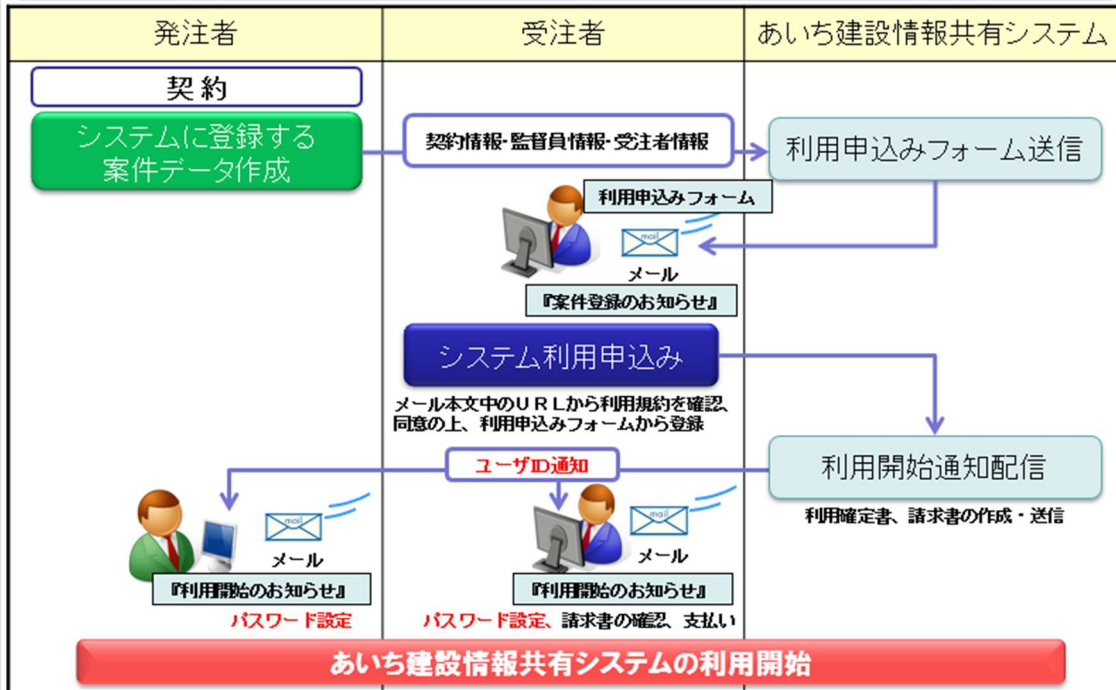 発注者
受注者
あいち建設情報共有システム
契約
システムに登録する
案件データ作成
契約情報・監督員情報・受注者情報
利用申込みフォーム送信
利用申込みフォーム
mail
メール
『案件登録のお知らせ』
システム利用申込み
メール本文中のＵＲＬから利用規約を確認、
同意の上、利用申込みフォームから登録
ユーザID通知
利用開始通知配信
利用確定書、請求書の作成・送信
mail
メール
『利用開始のお知らせ』
パスワード設定
mail
メール
『利用開始のお知らせ』
パスワード設定、請求書の確認、支払い
あいち建設情報共有システムの利用開始